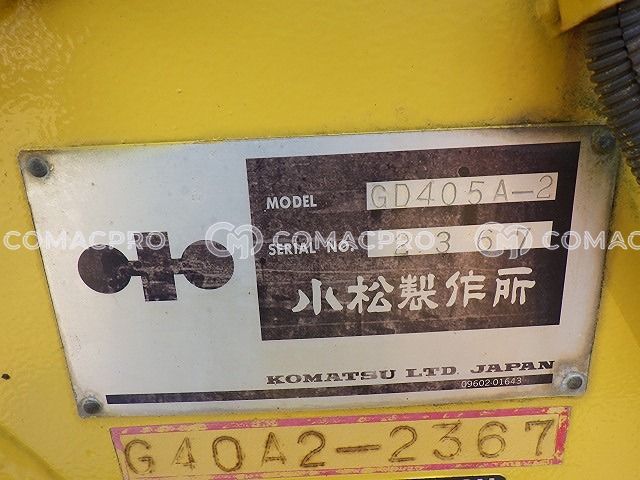 MODEL GD405A-2
COMACPRO COMACPRO COMACPRO
SERIAL NO. 2367
小松製作所
KOMATSU LTD. JAPAN
09602-01643
G40A2-2367